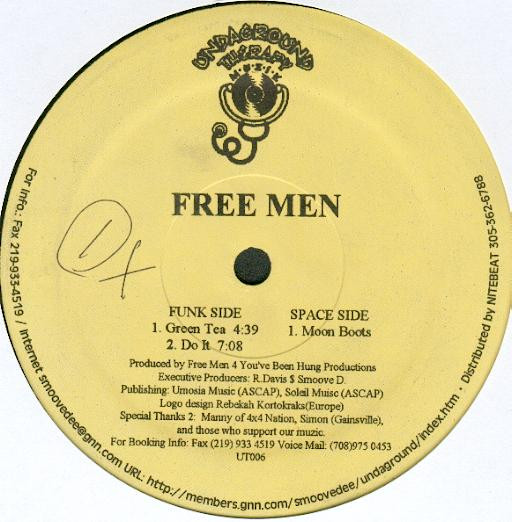 UNDAGROUND
THERAPY
MUZIK
FREE MEN
FUNK SIDE
1. Green Tea 4:39
2. Do It 7:08
SPACE SIDE
1. Moon Boots
Produced by Free Men 4 You've Been Hung Productions
Executive Producers: R.Davis $ Smoove D.
Publishing: Umosia Music (ASCAP), Soleil Muisc (ASCAP)
Logo design Rebekah Kortokraks(Europe)
Special Thanks 2: Manny of 4x4 Nation, Simon (Gainsville),
and those who support our muzic.
For Booking Info: Fax (219) 933 4519 Voice Mail: (708)975 0453
UT006
For Info.: Fax 219-933-4519 / Internet smoovedee@gnn.com URL: http://members.gnn.com/smoovedee/undaground/index.htm · Distributed by NITEBEAT 305-362-6788